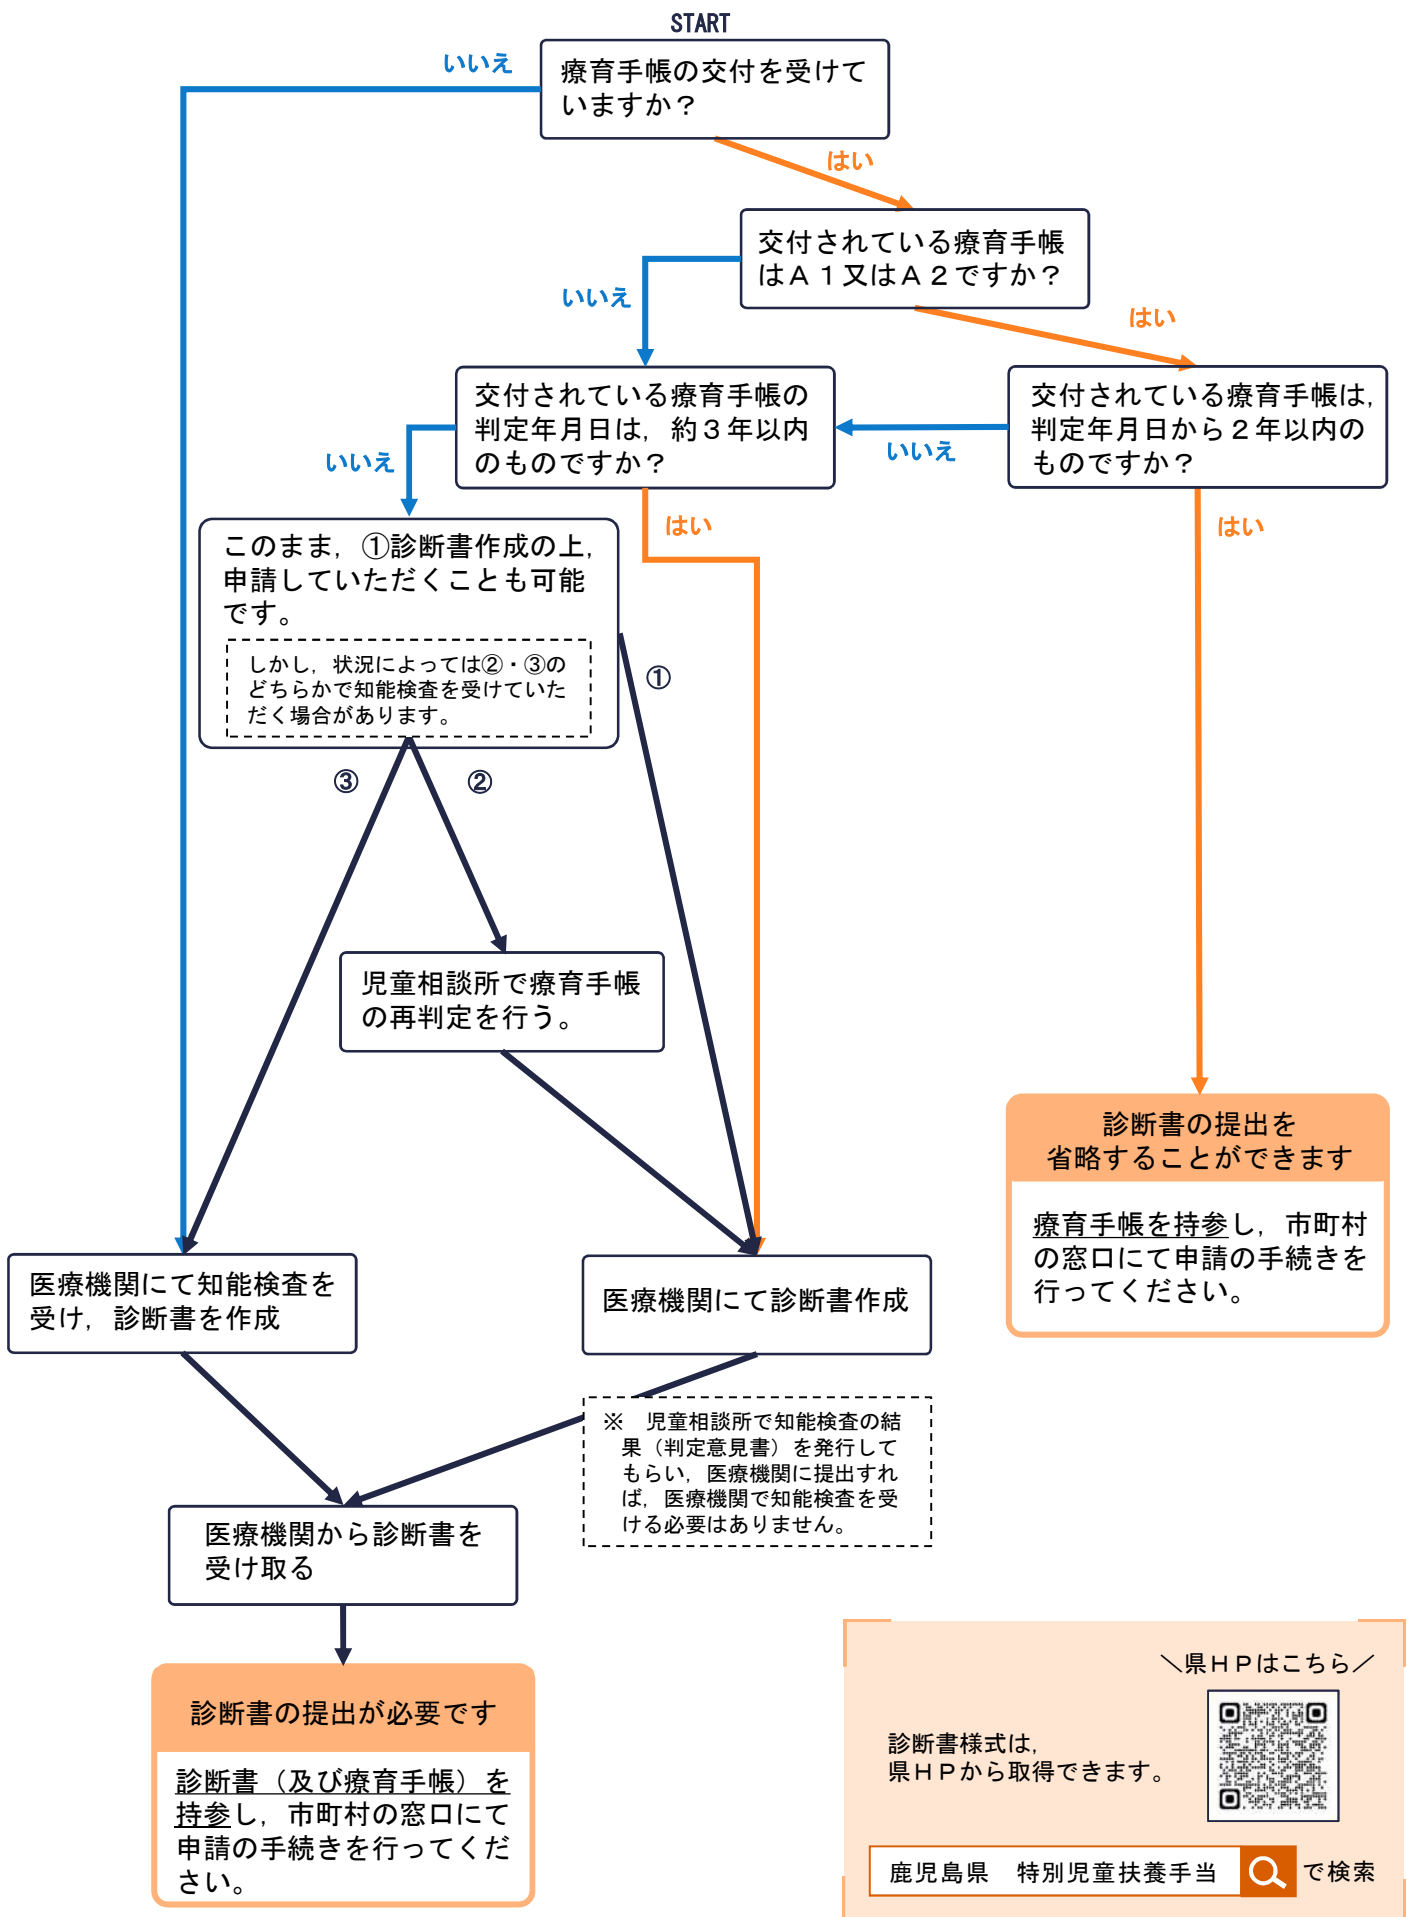 START
療育手帳の交付を受けて
いますか？
いいえ
はい
交付されている療育手帳
はＡ１又はＡ２ですか？
いいえ
はい
交付されている療育手帳の
判定年月日は，約３年以内
のものですか？
交付されている療育手帳は，
判定年月日から２年以内の
ものですか？
いいえ
いいえ
はい
はい
このまま，①診断書作成の上，
申請していただくことも可能
です。
しかし，状況によっては②・③の
どちらかで知能検査を受けていた
だく場合があります。
①
③
②
児童相談所で療育手帳
の再判定を行う。
診断書の提出を
省略することができます
療育手帳を持参し，市町村
の窓口にて申請の手続きを
行ってください。
医療機関にて知能検査を
受け，診断書を作成
医療機関にて診断書作成
※　児童相談所で知能検査の結
果（判定意見書）を発行して
もらい，医療機関に提出すれ
ば，医療機関で知能検査を受
ける必要はありません。
医療機関から診断書を
受け取る
診断書の提出が必要です
診断書（及び療育手帳）を
持参し，市町村の窓口にて
申請の手続きを行ってくだ
さい。
＼県ＨＰはこちら／
診断書様式は，
県ＨＰから取得できます。
鹿児島県　特別児童扶養手当 で検索